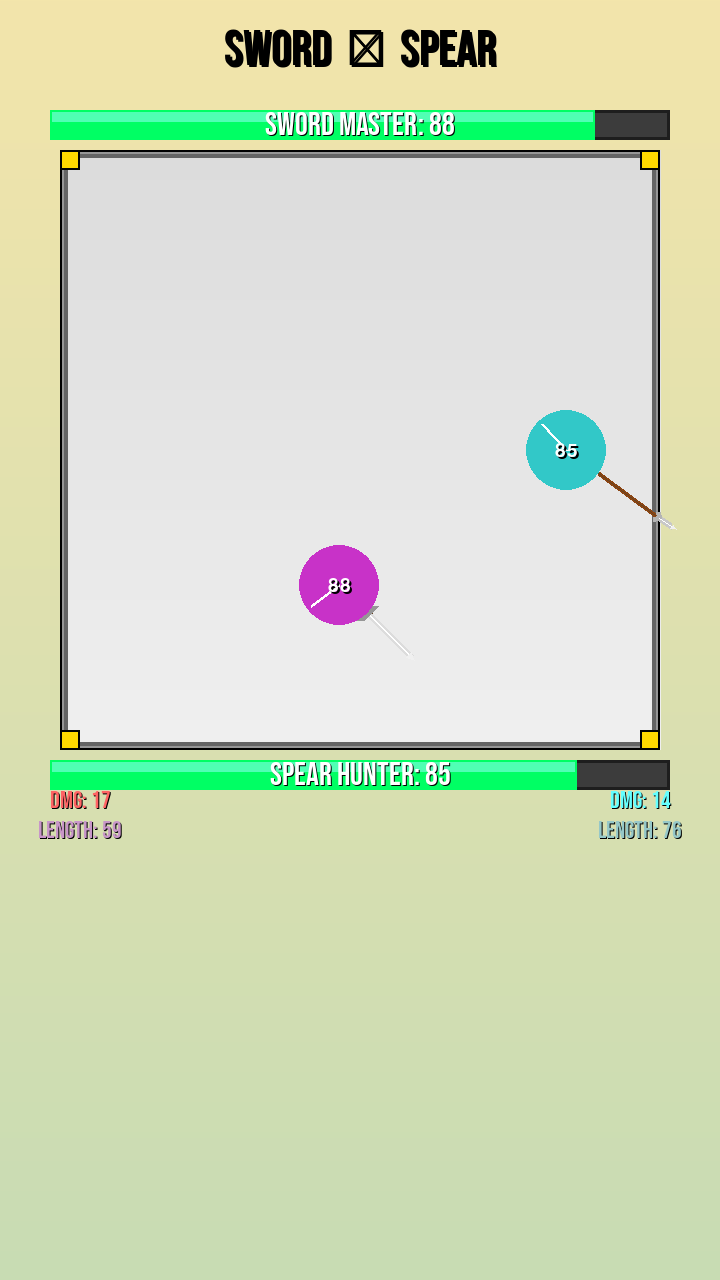 SWORD SPEAR
SWORD MASTER: 88
85
88
SPEAR HUNTER: 85
DMG: 17
DMG: 14
LENGTH: 59
LENGTH: 76